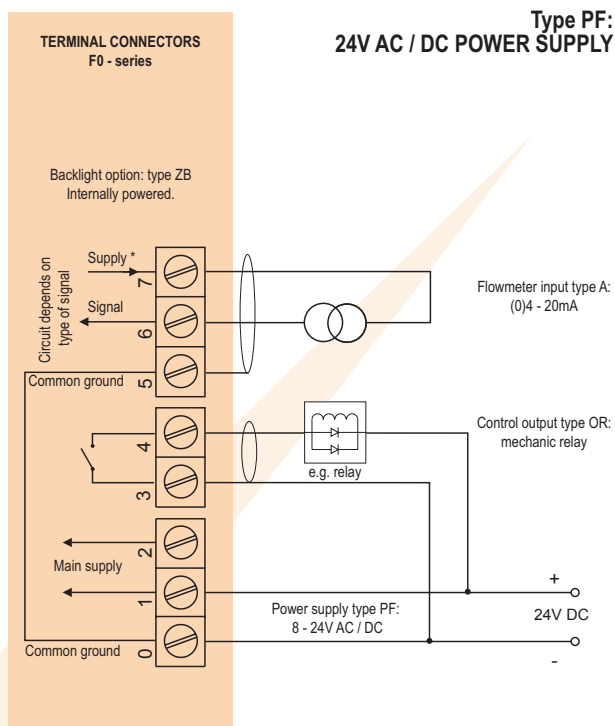 Type PF:
24V AC / DC POWER SUPPLY
TERMINAL CONNECTORS
F0 - series
Backlight option: type ZB
Internally powered.
Circuit depends on
type of signal
Supply *
7
Signal
6
Common ground
5
Flowmeter input type A:
(0)4 - 20mA
4
3
e.g. relay
Control output type OR:
mechanic relay
2
Main supply
1
Common ground
0
Power supply type PF:
8 - 24V AC / DC
+
24V DC
-